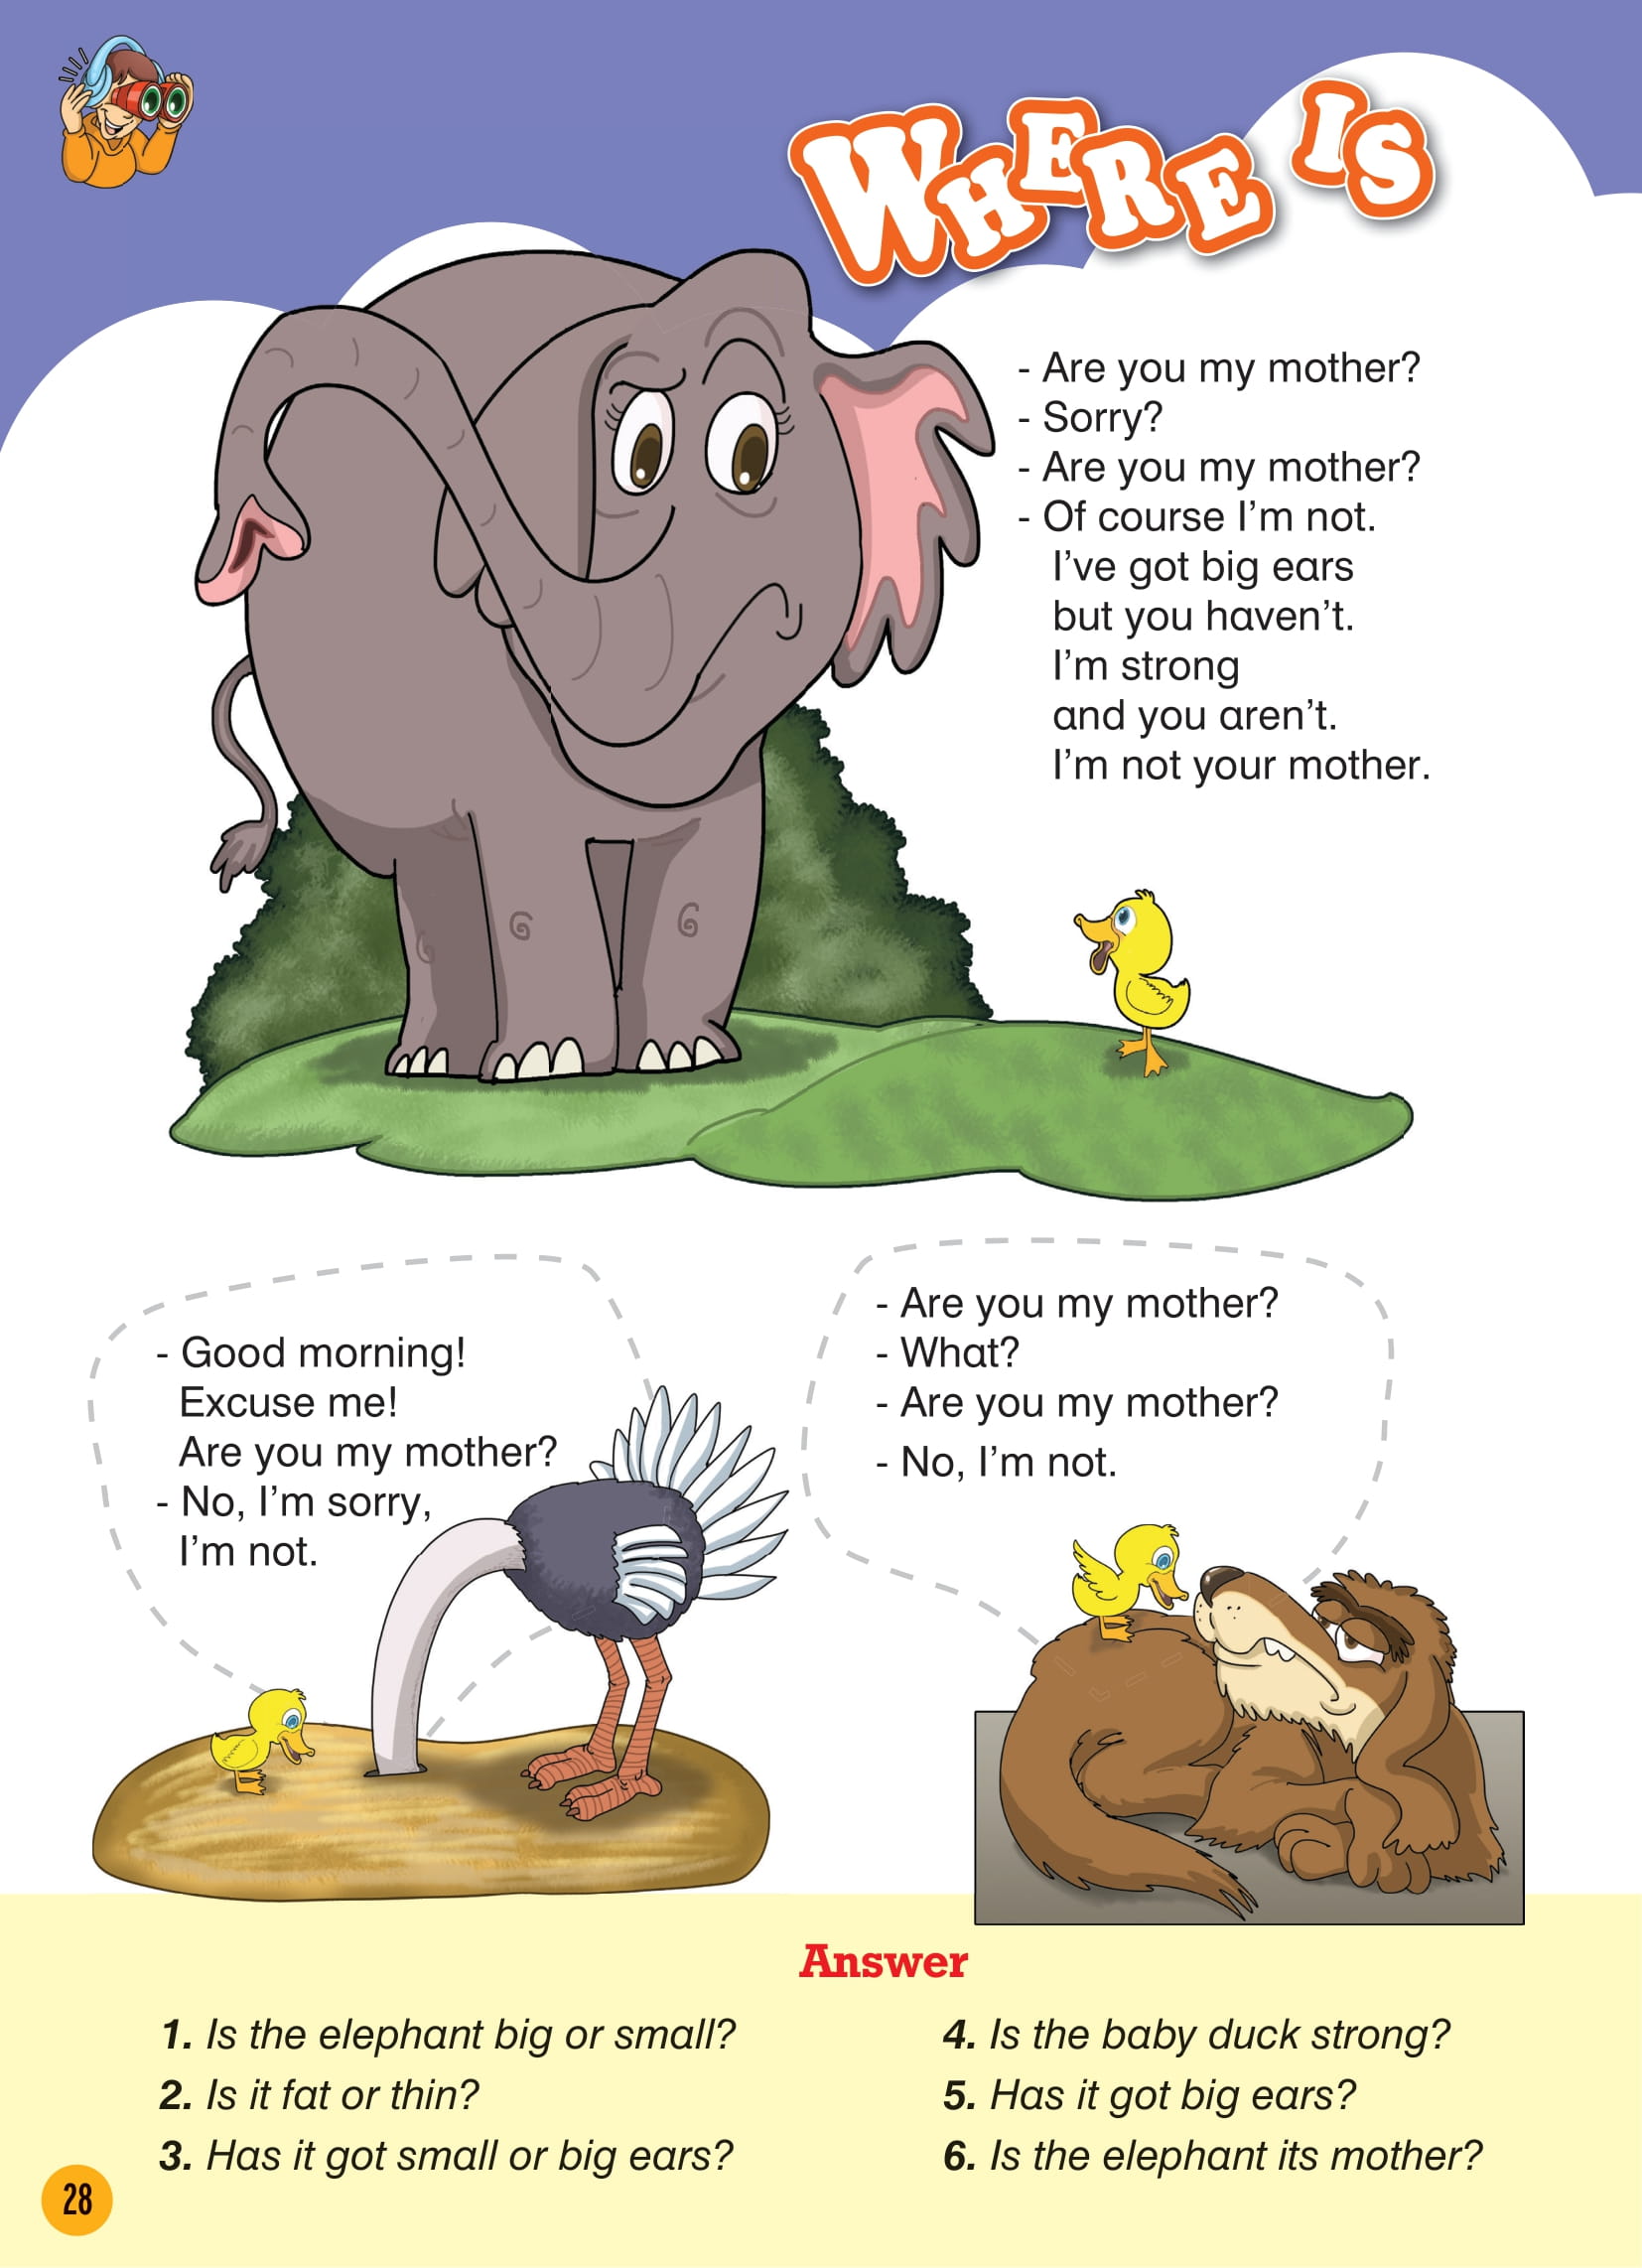 WHERE IS
- Are you my mother?
- Sorry?
- Are you my mother?
- Of course I'm not.
I've got big ears
but you haven't.
I'm strong
and you aren't.
I'm not your mother.
- Good morning!
Excuse me!
Are you my mother?
- No, I'm sorry,
I'm not.
- Are you my mother?
- What?
- Are you my mother?
- No, I'm not.
Answer
1. Is the elephant big or small?
2. Is it fat or thin?
3. Has it got small or big ears?
4. Is the baby duck strong?
5. Has it got big ears?
6. Is the elephant its mother?
28